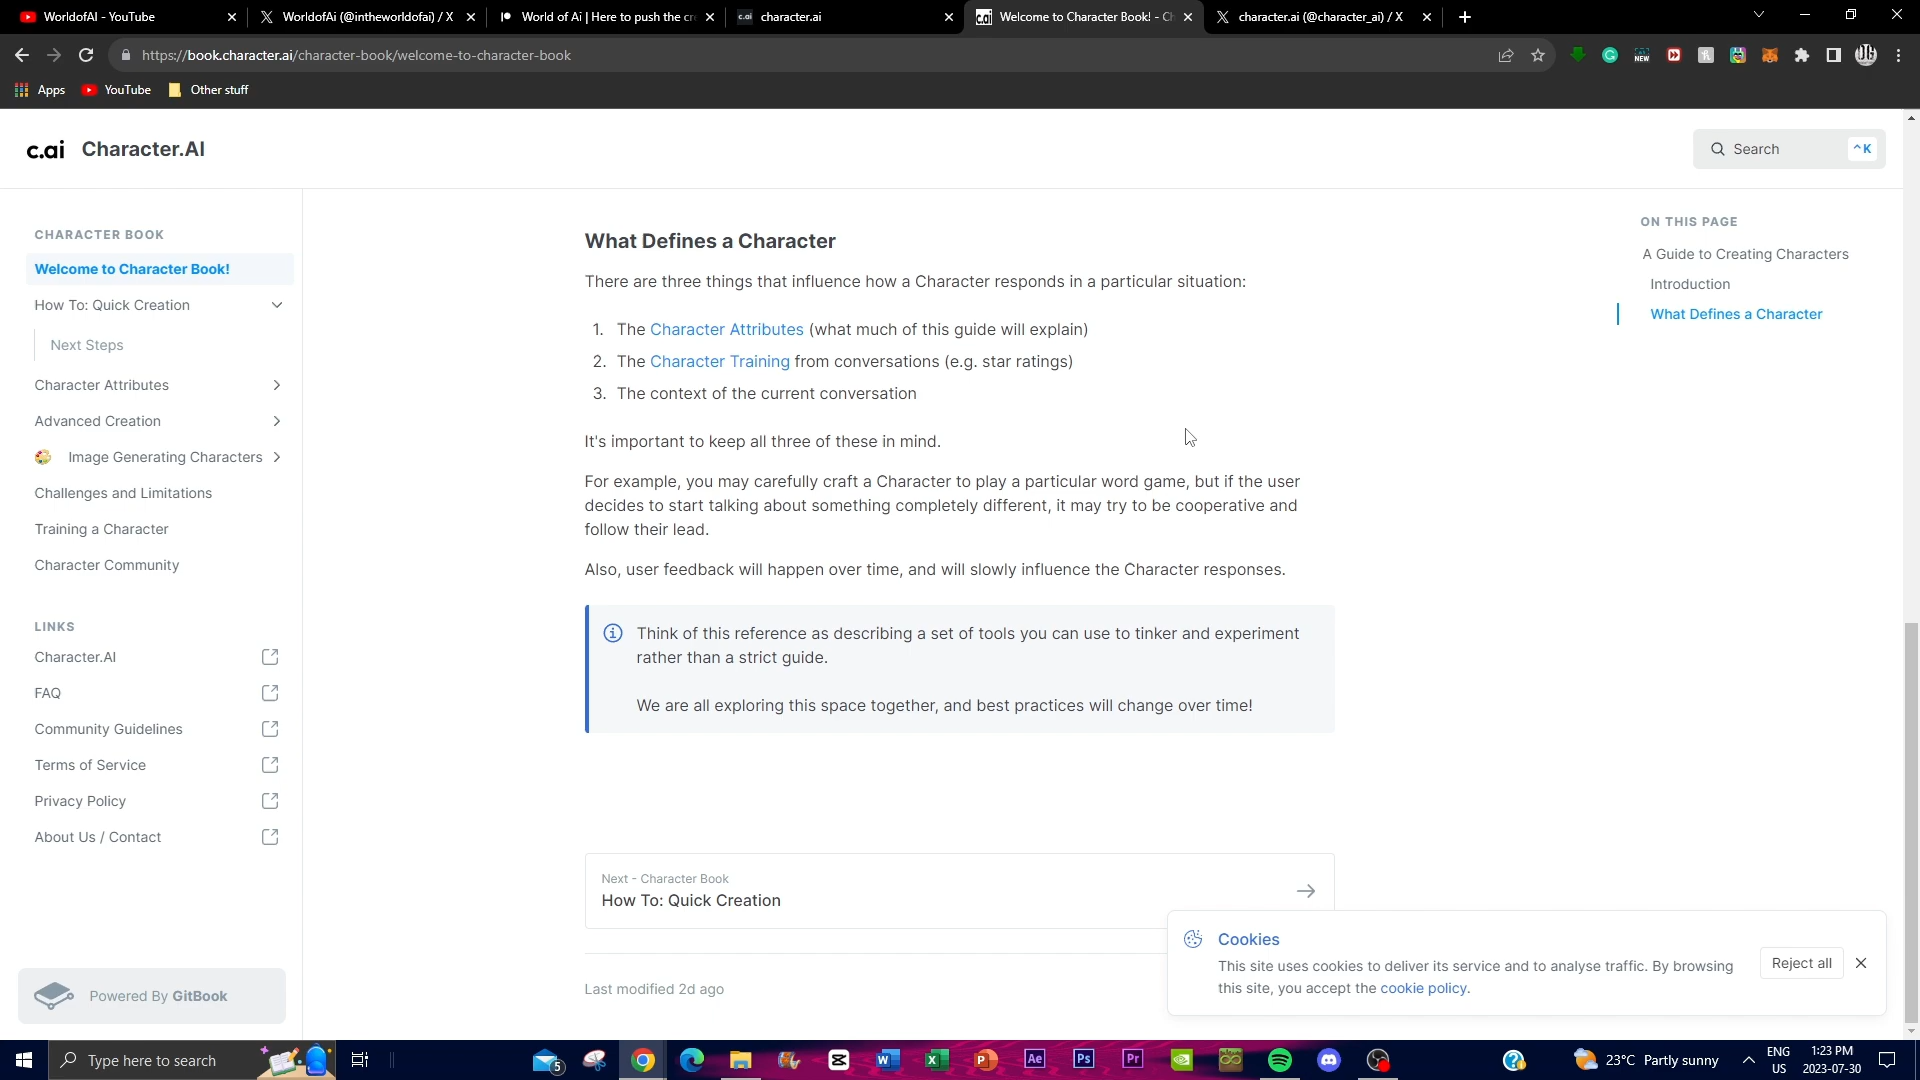 WorldofAI - YouTube
WorldofAi (@intheworldofai) / X
World of Ai | Here to push the cr
character.ai
Welcome to Character Book! - Ch
character.ai (@character_ai) / X
https://book.character.ai/character-book/welcome-to-character-book
NEW
Apps
YouTube
Other stuff
c.ai Character.AI
Search
^K
CHARACTER BOOK
Welcome to Character Book!
How To: Quick Creation
Next Steps
Character Attributes
Advanced Creation
Image Generating Characters
Challenges and Limitations
Training a Character
Character Community
LINKS
Character.AI
FAQ
Community Guidelines
Terms of Service
Privacy Policy
About Us / Contact
Powered By GitBook
What Defines a Character
There are three things that influence how a Character responds in a particular situation:
1. The Character Attributes (what much of this guide will explain)
2. The Character Training from conversations (e.g. star ratings)
3. The context of the current conversation
It's important to keep all three of these in mind.
For example, you may carefully craft a Character to play a particular word game, but if the user
decides to start talking about something completely different, it may try to be cooperative and
follow their lead.
Also, user feedback will happen over time, and will slowly influence the Character responses.
Think of this reference as describing a set of tools you can use to tinker and experiment
rather than a strict guide.
We are all exploring this space together, and best practices will change over time!
Next - Character Book
How To: Quick Creation
Last modified 2d ago
ON THIS PAGE
A Guide to Creating Characters
Introduction
What Defines a Character
Cookies
This site uses cookies to deliver its service and to analyse traffic. By browsing
this site, you accept the cookie policy.
Reject all
Type here to search
5
Ae
Ps
Pr
23°C Partly sunny
ENG
US
1:23 PM
2023-07-30